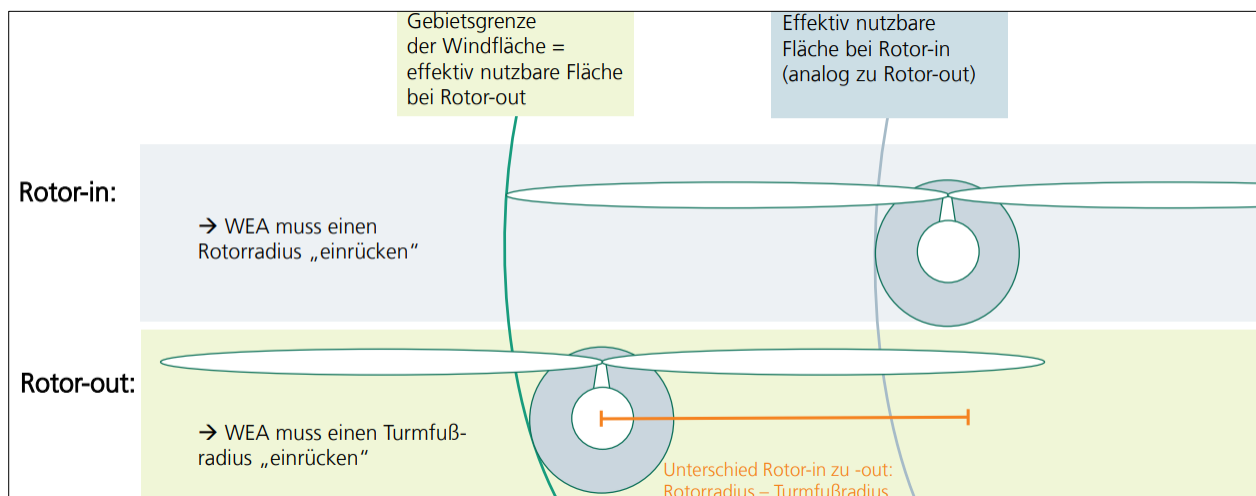 Gebietsgrenze
der Windfläche =
effektiv nutzbare Fläche
bei Rotor-out
Effektiv nutzbare
Fläche bei Rotor-in
(analog zu Rotor-out)
Rotor-in:
→ WEA muss einen
Rotorradius „einrücken“
Rotor-out:
→ WEA muss einen Turmfuß-
radius „einrücken“
Unterschied Rotor-in zu -out:
Rotorradius – Turmfußradius